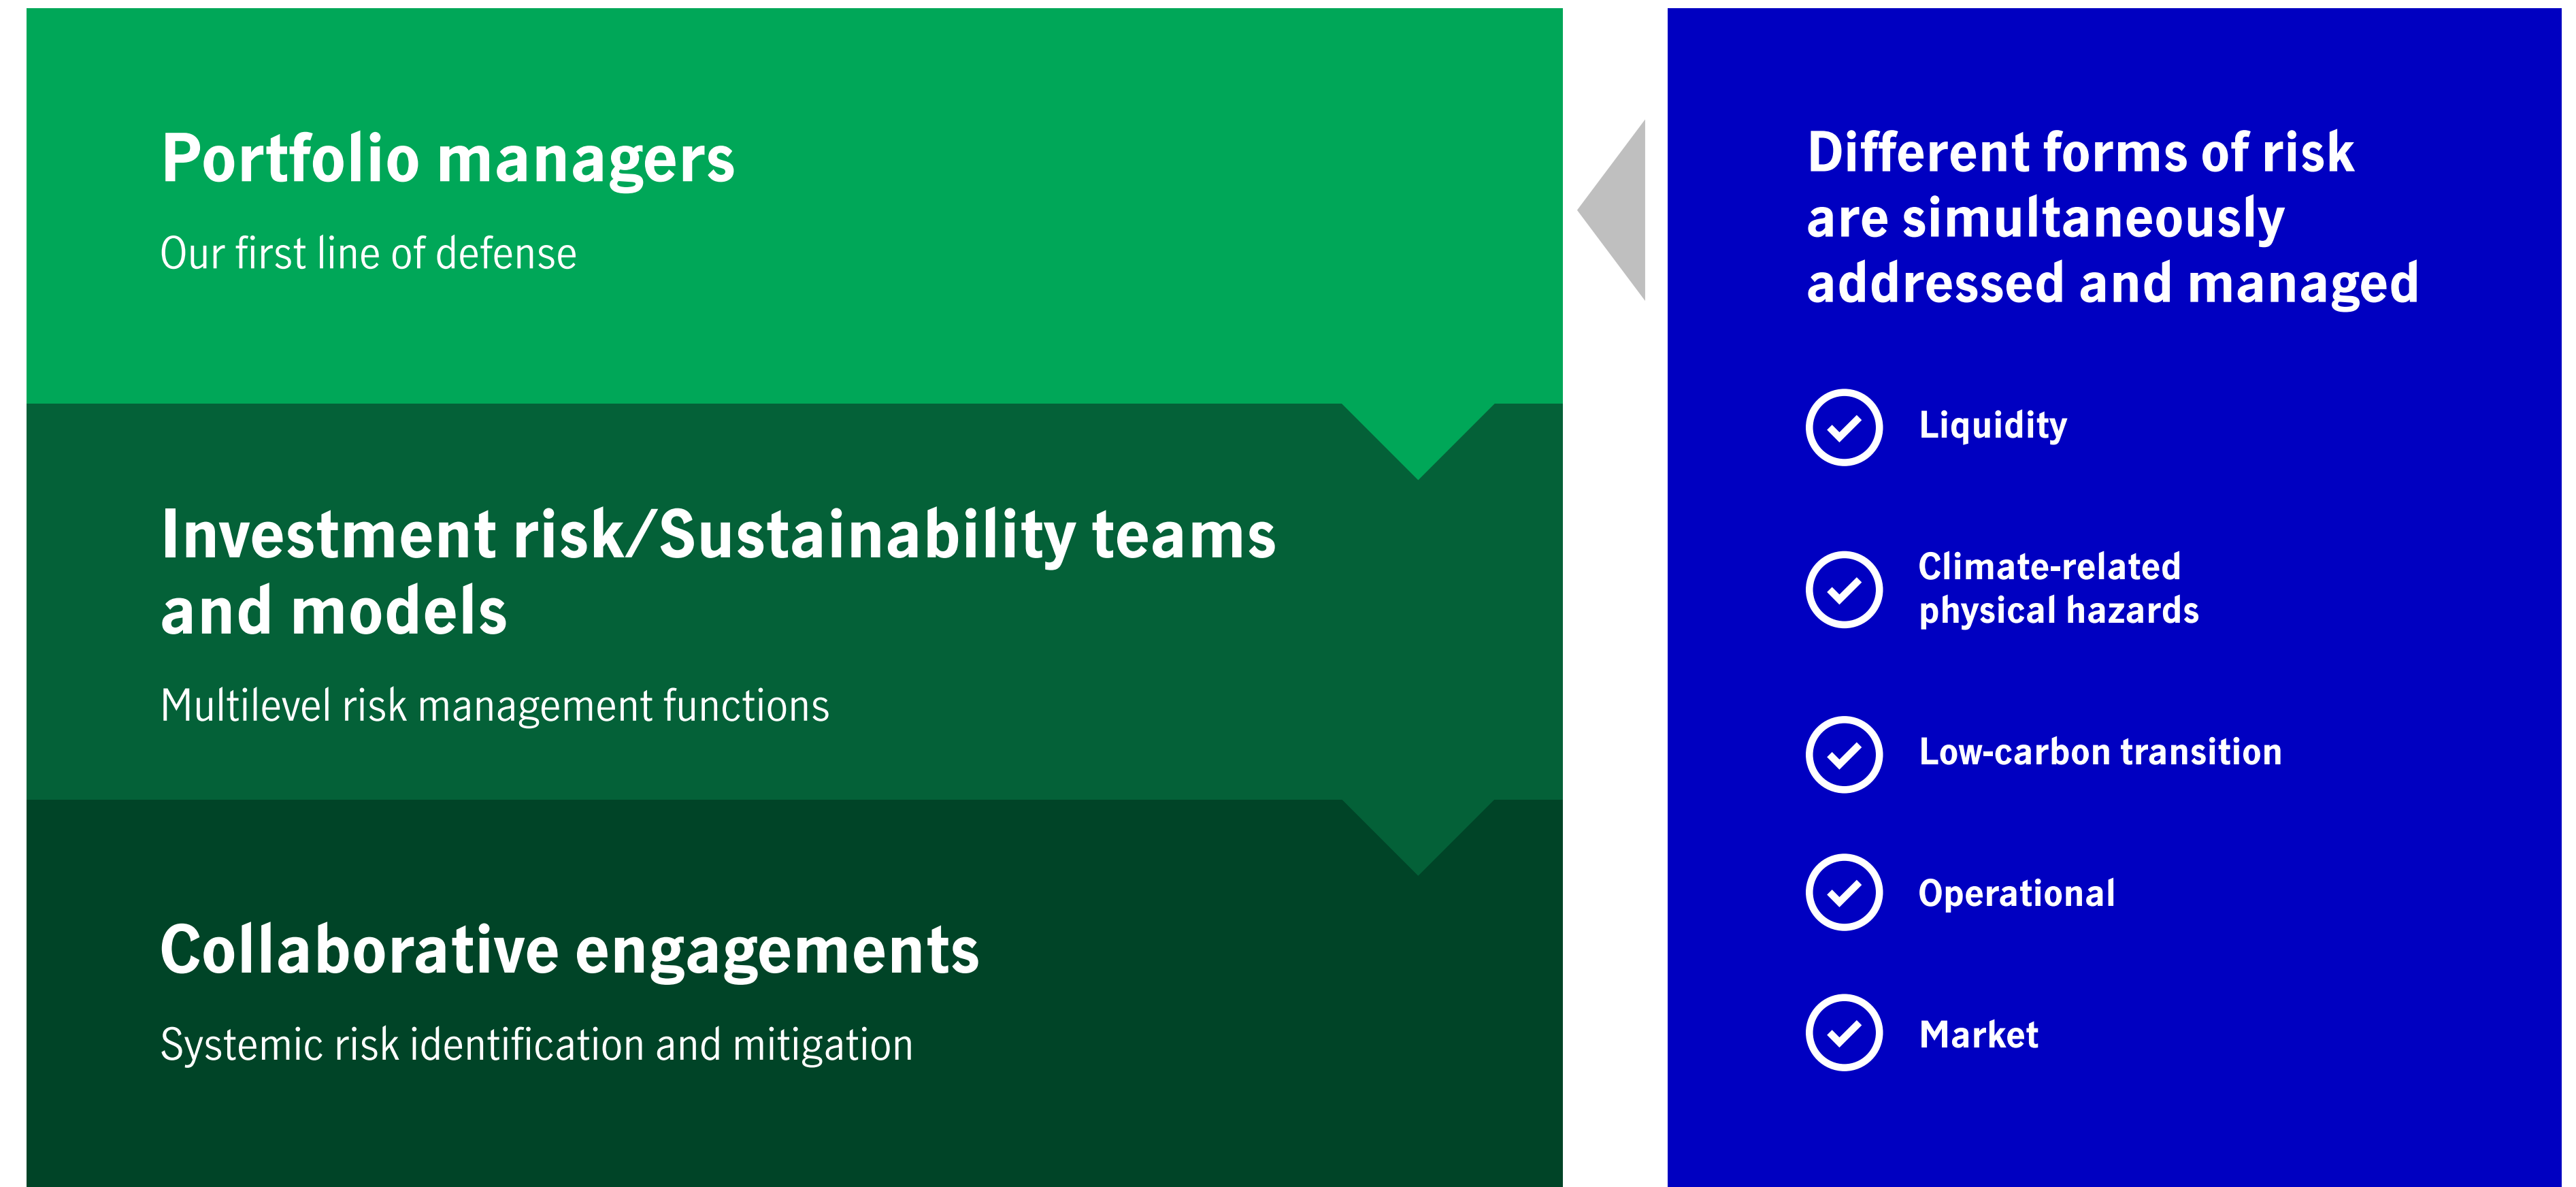 Portfolio managers
Our first line of defense
Investment risk/Sustainability teams
and models
Multilevel risk management functions
Collaborative engagements
Systemic risk identification and mitigation
Different forms of risk
are simultaneously
addressed and managed
Liquidity
Climate-related
physical hazards
Low-carbon transition
Operational
Market